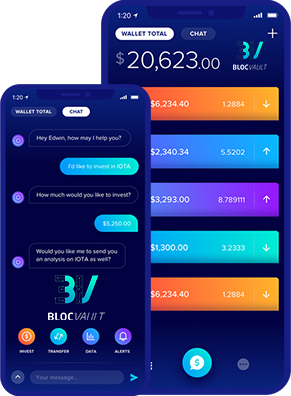 1:20
WALLET TOTAL
CHAT
$20,623.00
BLOCVAULT
$6,234.40 1.2884
$2,340.34 5.5202
$3,293.00 8.789111
$1,300.00 3.2333
$6,234.40 1.2884
1:20
WALLET TOTAL
CHAT
Hey Edwin, how may I help you?
I'd like to invest in IOTA
How much would you like to invest?
$5,250.00
Would you like me to send you
an analysis on IOTA as well?
BLOCVAULT
INVEST
TRANSFER
DATA
ALERTS
Your message...